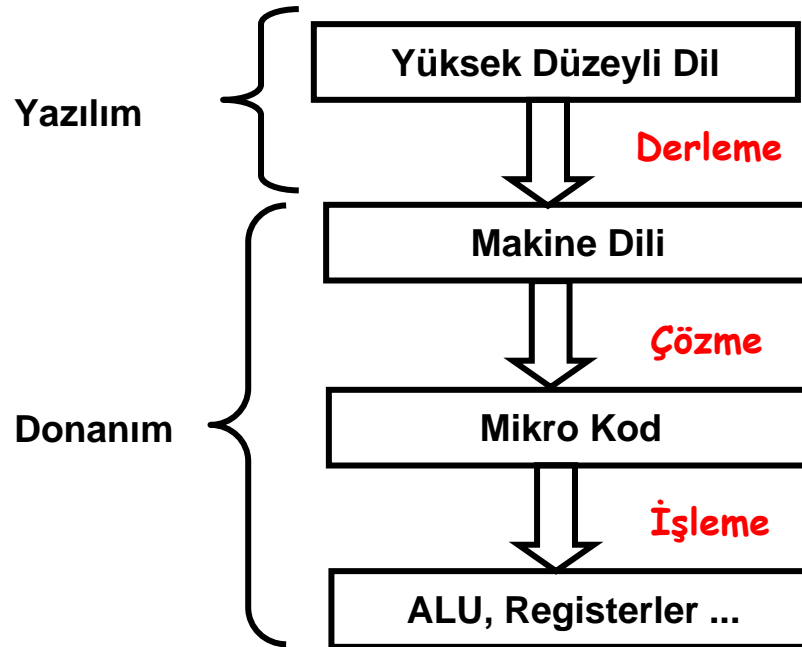 Yüksek Düzeyli Dil
Yazılım
Derleme
Makine Dili
Çözme
Donanım
Mikro Kod
İşleme
ALU, Registerler ...